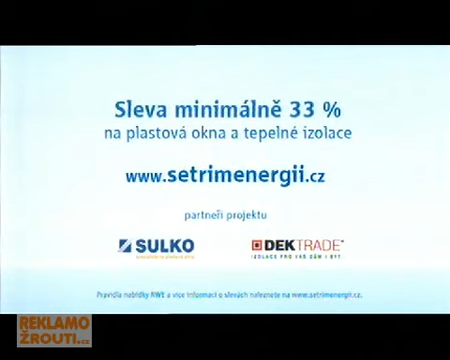 Sleva minimálně 33 %
na plastová okna a tepelné izolace
www.setrimenergii.cz
partneři projektu
SULKO
DEKTRADE
IZOLACE PRO VÁŠ DŮM I BYT
Pravidla nabídky RWE a více informací o slevách naleznete na www.setrimenergii.cz.
REKLAMO
ŽROUTI.cz